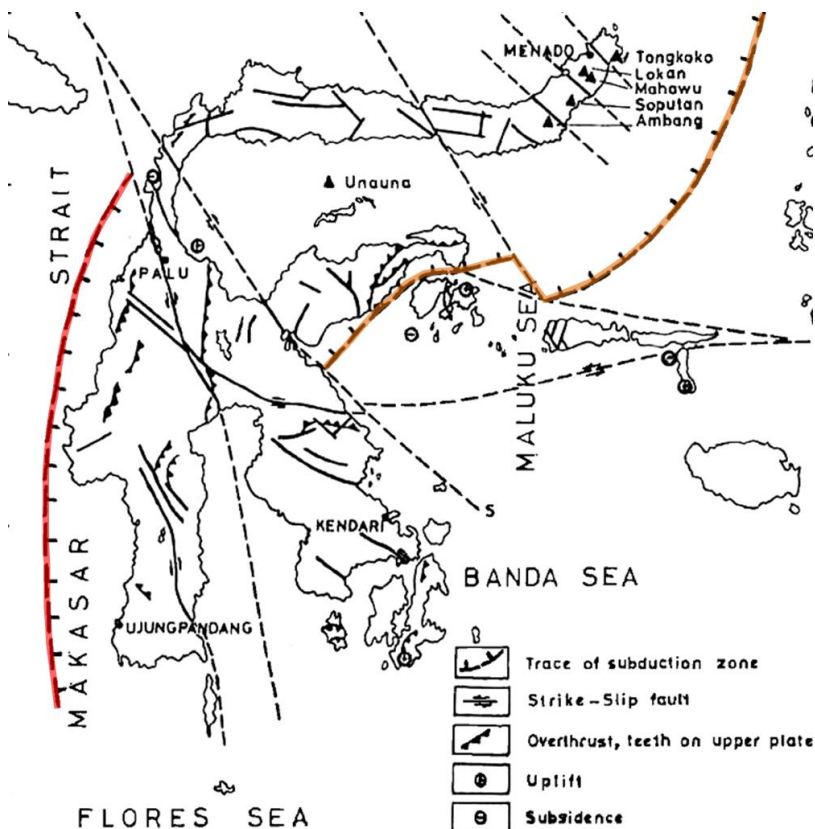 MENADO
Tongkoko
Lokan
Mahawu
Soputan
Ambang
Unauna
STRAIT
PALU
MALUKU SEA
S
KENDARI
BANDA SEA
MAKASAR
UJUNGPANDANG
Trace of subduction zone
Strike-Slip fault
Overthrust, teeth on upper plate
Uplift
Subsidence
FLORES SEA